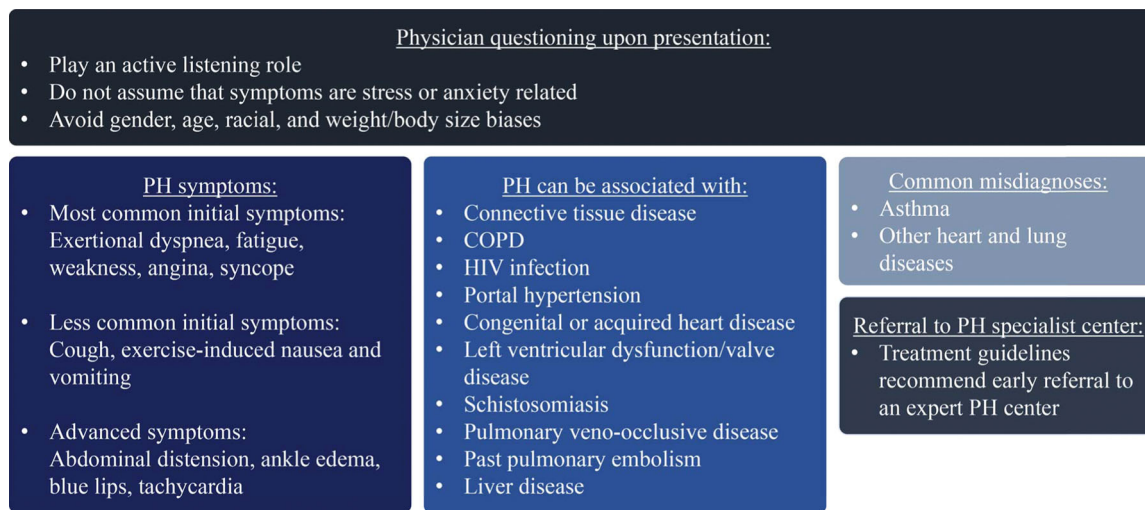 Physician questioning upon presentation:
• Play an active listening role
• Do not assume that symptoms are stress or anxiety related
• Avoid gender, age, racial, and weight/body size biases
PH symptoms:
• Most common initial symptoms:
Exertional dyspnea, fatigue,
weakness, angina, syncope
• Less common initial symptoms:
Cough, exercise-induced nausea and
vomiting
• Advanced symptoms:
Abdominal distension, ankle edema,
blue lips, tachycardia
PH can be associated with:
• Connective tissue disease
• COPD
• HIV infection
• Portal hypertension
• Congenital or acquired heart disease
• Left ventricular dysfunction/valve
disease
• Schistosomiasis
• Pulmonary veno-occlusive disease
• Past pulmonary embolism
• Liver disease
Common misdiagnoses:
• Asthma
• Other heart and lung
diseases
Referral to PH specialist center:
• Treatment guidelines
recommend early referral to
an expert PH center